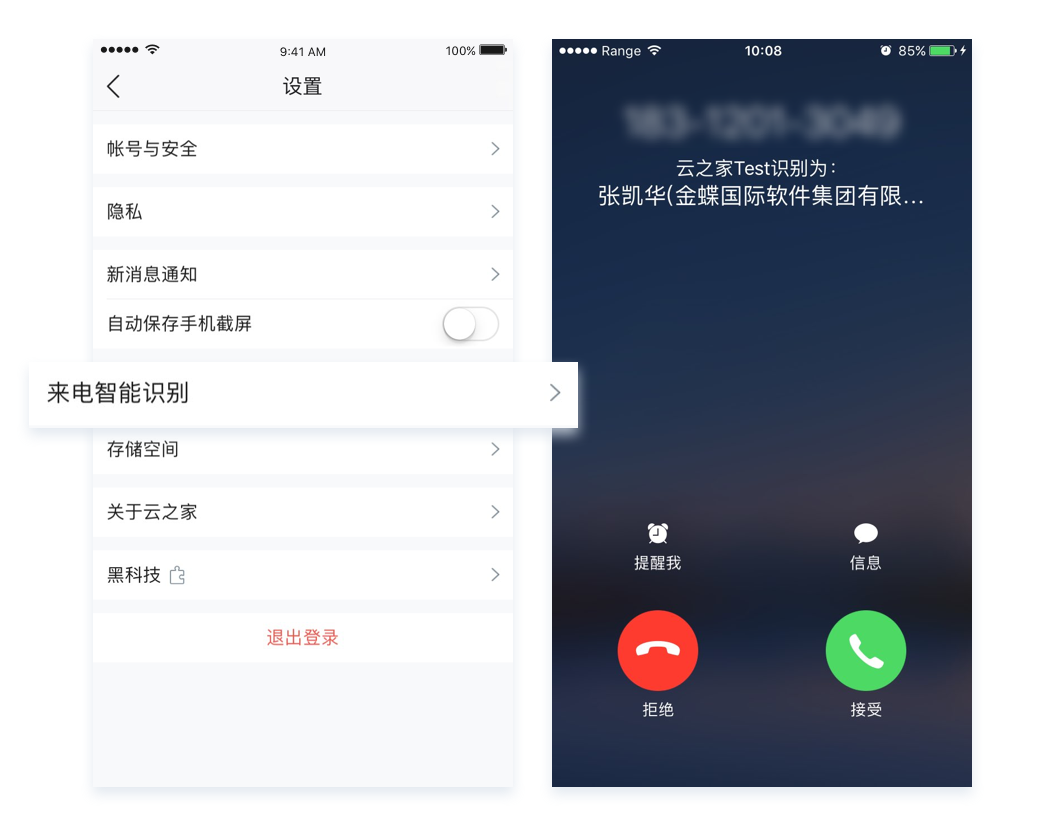 9:41 AM
100%
设置
帐号与安全
隐私
新消息通知
自动保存手机截屏
来电智能识别
存储空间
关于云之家
黑科技
退出登录
Range
10:08
85%
云之家Test识别为：
张凯华(金蝶国际软件集团有限...
提醒我
信息
拒绝
接受